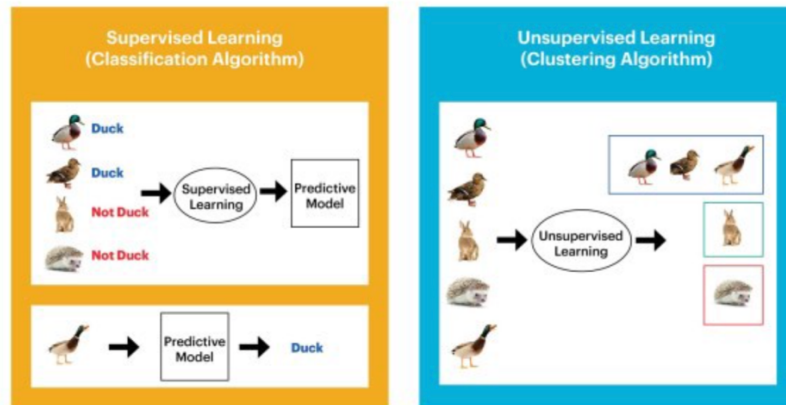 Supervised Learning
(Classification Algorithm)
Duck
Duck
Not Duck
Not Duck
Supervised
Learning
Predictive
Model
Predictive
Model
Duck
Unsupervised Learning
(Clustering Algorithm)
Unsupervised
Learning